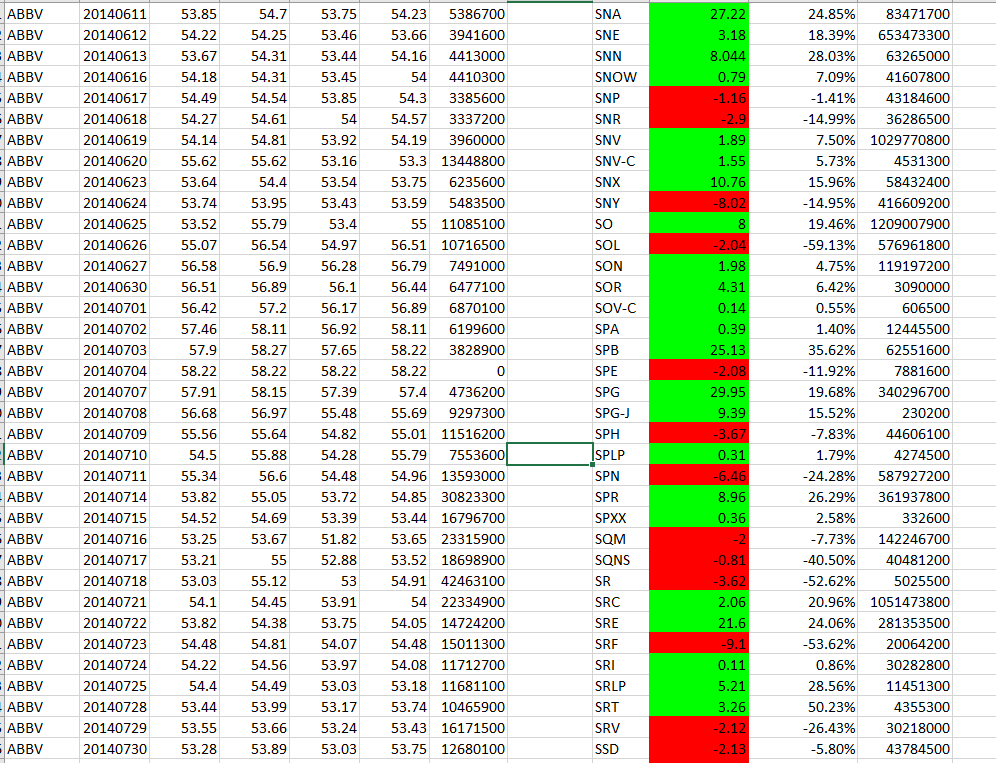 ABBV 20140611 53.85 54.7 53.75 54.23 5386700 SNA 27.22 24.85% 83471700
ABBV 20140612 54.22 54.25 53.46 53.66 3941600 SNE 3.18 18.39% 653473300
ABBV 20140613 53.67 54.31 53.44 54.16 4413000 SNN 8.044 28.03% 63265000
ABBV 20140616 54.18 54.31 53.45 54 4410300 SNOW 0.79 7.09% 41607800
ABBV 20140617 54.49 54.54 53.85 54.3 3385600 SNP -1.16 -1.41% 43184600
ABBV 20140618 54.27 54.61 54 54.57 3337200 SNR -2.9 -14.99% 36286500
ABBV 20140619 54.14 54.81 53.92 54.19 3960000 SNV 1.89 7.50% 1029770800
ABBV 20140620 55.62 55.62 53.16 53.3 13448800 SNV-C 1.55 5.73% 4531300
ABBV 20140623 53.64 54.4 53.54 53.75 6235600 SNX 10.76 15.96% 58432400
ABBV 20140624 53.74 53.95 53.43 53.59 5483500 SNY -8.02 -14.95% 416609200
ABBV 20140625 53.52 55.79 53.4 55 11085100 SO 8 19.46% 1209007900
ABBV 20140626 55.07 56.54 54.97 56.51 10716500 SOL -2.04 -59.13% 576961800
ABBV 20140627 56.58 56.9 56.28 56.79 7491000 SON 1.98 4.75% 119197200
ABBV 20140630 56.51 56.89 56.1 56.44 6477100 SOR 4.31 6.42% 3090000
ABBV 20140701 56.42 57.2 56.17 56.89 6870100 SOV-C 0.14 0.55% 606500
ABBV 20140702 57.46 58.11 56.92 58.11 6199600 SPA 0.39 1.40% 12445500
ABBV 20140703 57.9 58.27 57.65 58.22 3828900 SPB 25.13 35.62% 62551600
ABBV 20140704 58.22 58.22 58.22 58.22 0 SPE -2.08 -11.92% 7881600
ABBV 20140707 57.91 58.15 57.39 57.4 4736200 SPG 29.95 19.68% 340296700
ABBV 20140708 56.68 56.97 55.48 55.69 9297300 SPG-J 9.39 15.52% 230200
ABBV 20140709 55.56 55.64 54.82 55.01 11516200 SPH -3.67 -7.83% 44606100
ABBV 20140710 54.5 55.88 54.28 55.79 7553600 SPLP 0.31 1.79% 4274500
ABBV 20140711 55.34 56.6 54.48 54.96 13593000 SPN -6.46 -24.28% 587927200
ABBV 20140714 53.82 55.05 53.72 54.85 30823300 SPR 8.96 26.29% 361937800
ABBV 20140715 54.52 54.69 53.39 53.44 16796700 SPXX 0.36 2.58% 332600
ABBV 20140716 53.25 53.67 51.82 53.65 23315900 SQM -2 -7.73% 142246700
ABBV 20140717 53.21 55 52.88 53.52 18698900 SQNS -0.81 -40.50% 40481200
ABBV 20140718 53.03 55.12 53 54.91 42463100 SR -3.62 -52.62% 5025500
ABBV 20140721 54.1 54.45 53.91 54 22334900 SRC 2.06 20.96% 1051473800
ABBV 20140722 53.82 54.38 53.75 54.05 14724200 SRE 21.6 24.06% 281353500
ABBV 20140723 54.48 54.81 54.07 54.48 15011300 SRF -9.1 -53.62% 20064200
ABBV 20140724 54.22 54.56 53.97 54.08 11712700 SRI 0.11 0.86% 30282800
ABBV 20140725 54.4 54.49 53.03 53.18 11681100 SRLP 5.21 28.56% 11451300
ABBV 20140728 53.44 53.99 53.17 53.74 10465900 SRT 3.26 50.23% 4355300
ABBV 20140729 53.55 53.66 53.24 53.43 16171500 SRV -2.12 -26.43% 30218000
ABBV 20140730 53.28 53.89 53.03 53.75 12680100 SSD -2.13 -5.80% 43784500